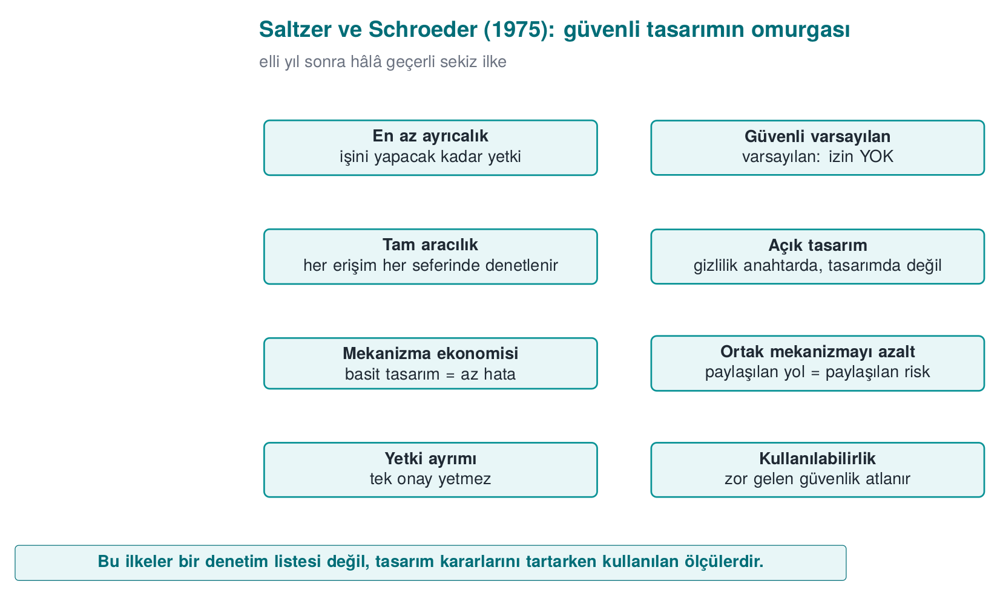 Saltzer ve Schroeder (1975): güvenli tasarımın omurgası
elli yıl sonra hâlâ geçerli sekiz ilke
En az ayrıcalık
işini yapacak kadar yetki
Güvenli varsayılan
varsayılan: izin YOK
Tam aracılık
her erişim her seferinde denetlenir
Açık tasarım
gizlilik anahtarda, tasarımda değil
Mekanizma ekonomisi
basit tasarım = az hata
Ortak mekanizmayı azalt
paylaşılan yol = paylaşılan risk
Yetki ayrımı
tek onay yetmez
Kullanılabilirlik
zor gelen güvenlik atlanır
Bu ilkeler bir denetim listesi değil, tasarım kararlarını tartarken kullanılan ölçülerdir.